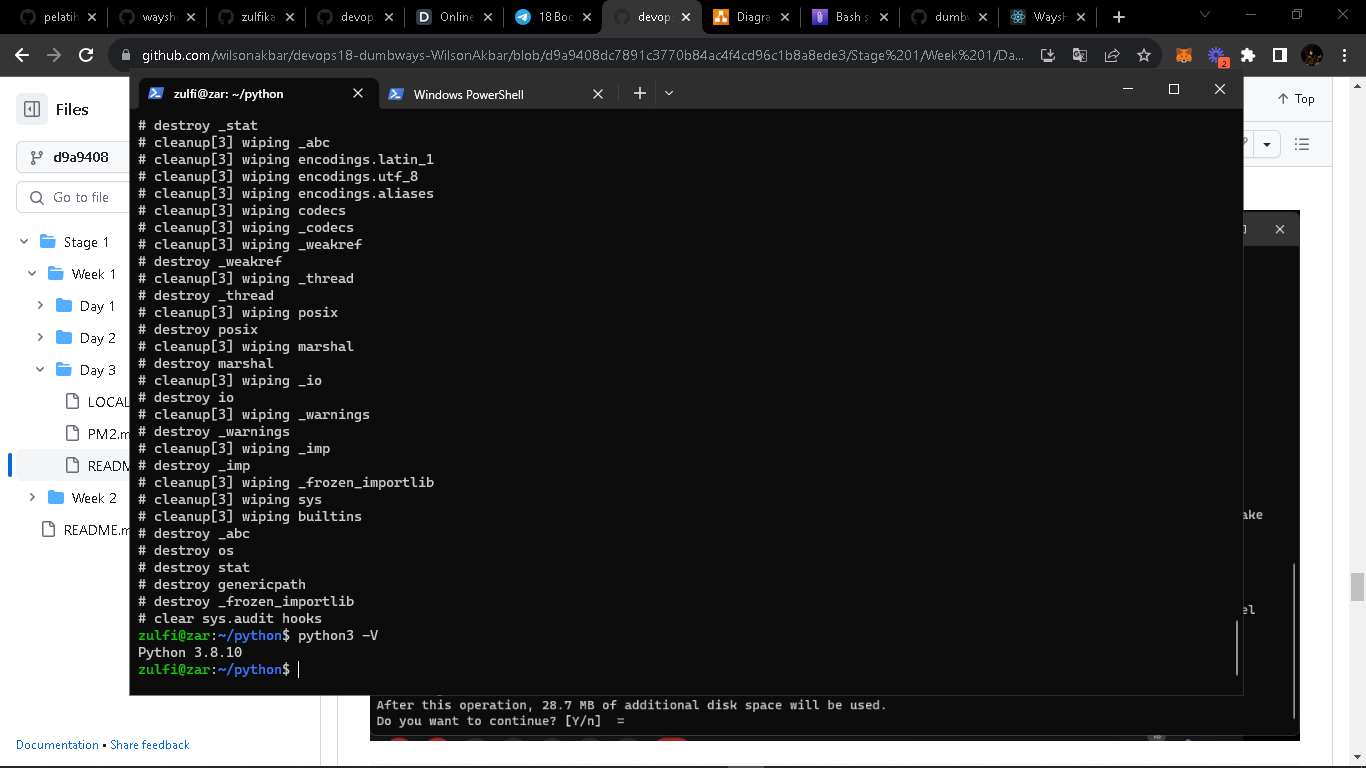 pelatih
waysh
zulfika
devop
Online
18 Boo
devop
Diagra
Bash s
dumbw
WaysH
github.com/wilsonakbar/devops18-dumbways-WilsonAkbar/blob/d9a9408dc7891c3770b84ac4f4cd96c1b8a8ede3/Stage%201/Week%201/Da...
2
Files
d9a9408
Go to file
Stage 1
Week 1
Day 1
Day 2
Day 3
LOCAL
PM2.m
READM
Week 2
README.m
Documentation • Share feedback
Top
zulfi@zar: ~/python
Windows PowerShell
# destroy _stat
# cleanup[3] wiping _abc
# cleanup[3] wiping encodings.latin_1
# cleanup[3] wiping encodings.utf_8
# cleanup[3] wiping encodings.aliases
# cleanup[3] wiping codecs
# cleanup[3] wiping _codecs
# cleanup[3] wiping _weakref
# destroy _weakref
# cleanup[3] wiping _thread
# destroy _thread
# cleanup[3] wiping posix
# destroy posix
# cleanup[3] wiping marshal
# destroy marshal
# cleanup[3] wiping _io
# destroy io
# cleanup[3] wiping _warnings
# destroy _warnings
# cleanup[3] wiping _imp
# destroy _imp
# cleanup[3] wiping _frozen_importlib
# cleanup[3] wiping sys
# cleanup[3] wiping builtins
# destroy _abc
# destroy os
# destroy stat
# destroy genericpath
# destroy _frozen_importlib
# clear sys.audit hooks
zulfi@zar:~/python$ python3 -V
Python 3.8.10
zulfi@zar:~/python$
ake
el
After this operation, 28.7 MB of additional disk space will be used.
Do you want to continue? [Y/n] =